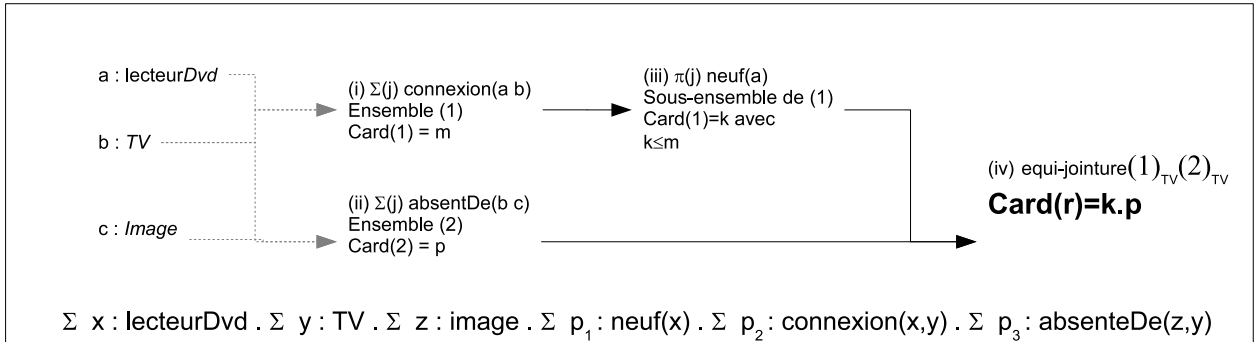 a : lecteurDvd
b : TV
c : Image
(i) Σ(j) connexion(a b)
Ensemble (1)
Card(1) = m
(ii) Σ(j) absentDe(b c)
Ensemble (2)
Card(2) = p
(iii) π(j) neuf(a)
Sous-ensemble de (1)
Card(1)=k avec
k≤m
(iv) equi-jointure(1)TV(2)TV
Card(r)=k.p
Σ x : lecteurDvd . Σ y : TV . Σ z : image . Σ p1 : neuf(x) . Σ p2 : connexion(x,y) . Σ p3 : absenteDe(z,y)